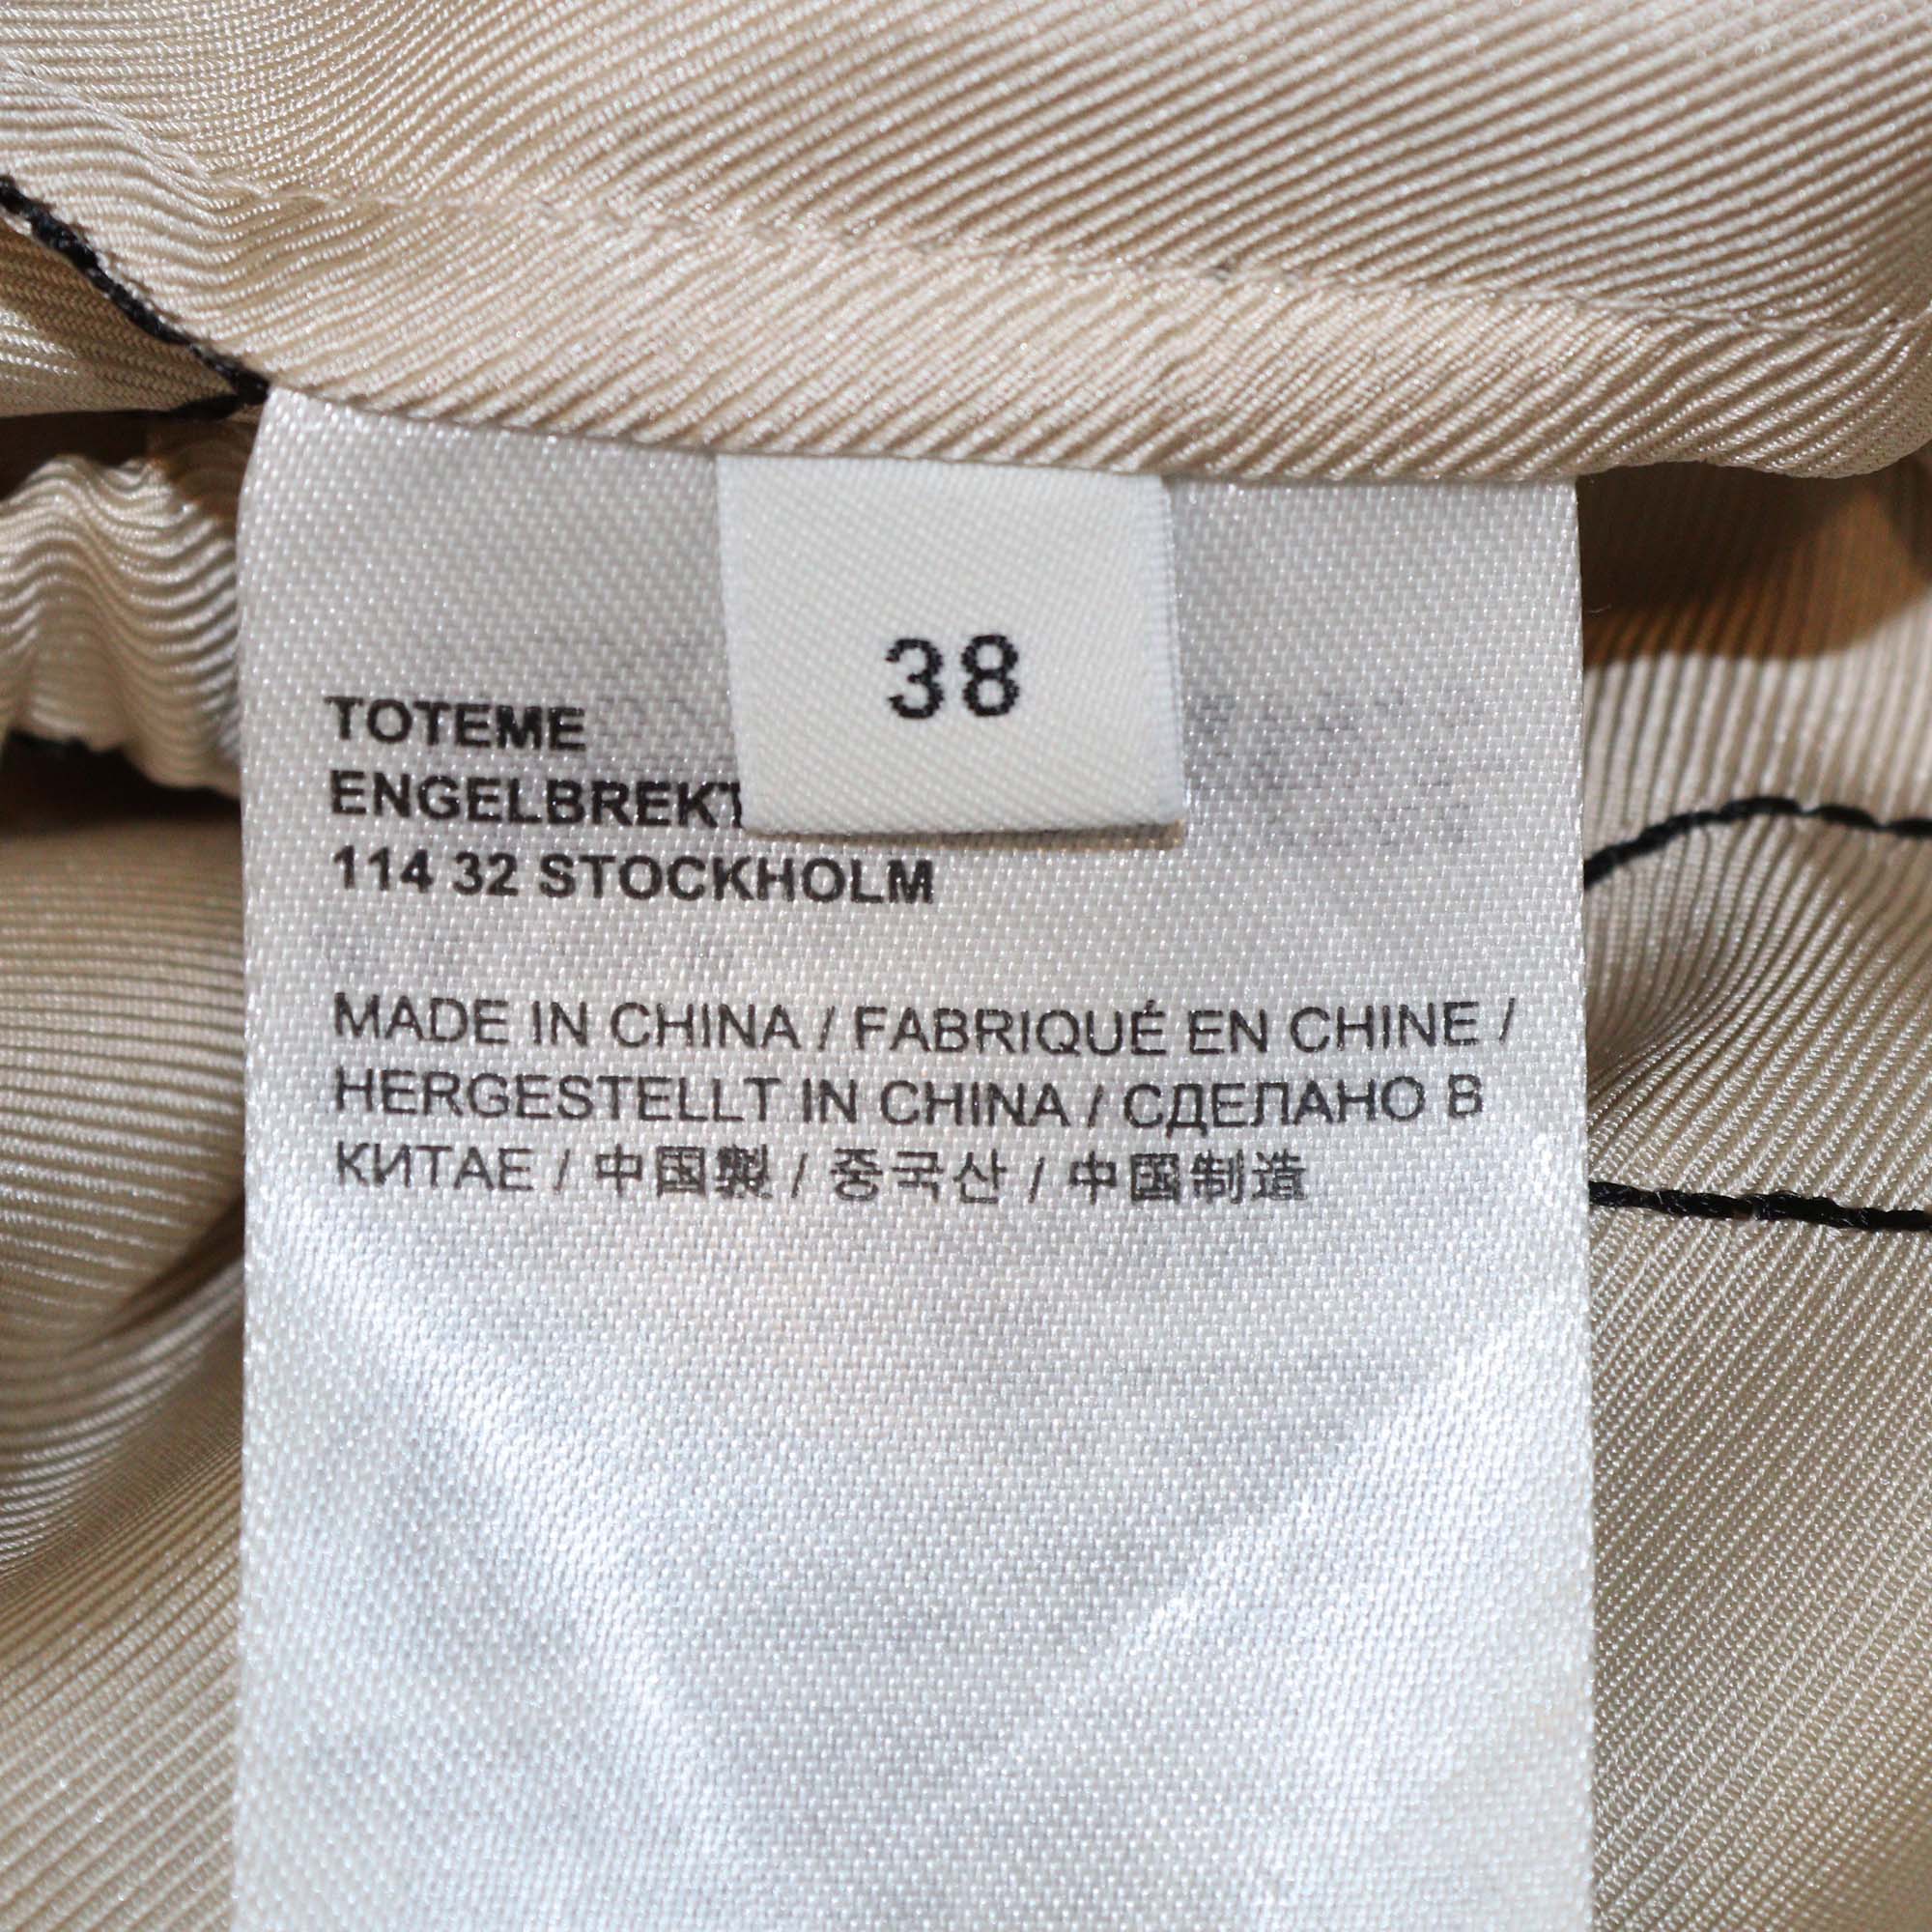 38
TOTEME
ENGELBREKT
114 32 STOCKHOLM
MADE IN CHINA / FABRIQUÉ EN CHINE /
HERGESTELLT IN CHINA / СДЕЛАНО В
КИТАЕ / 中国製 / 중국산 / 中国制造